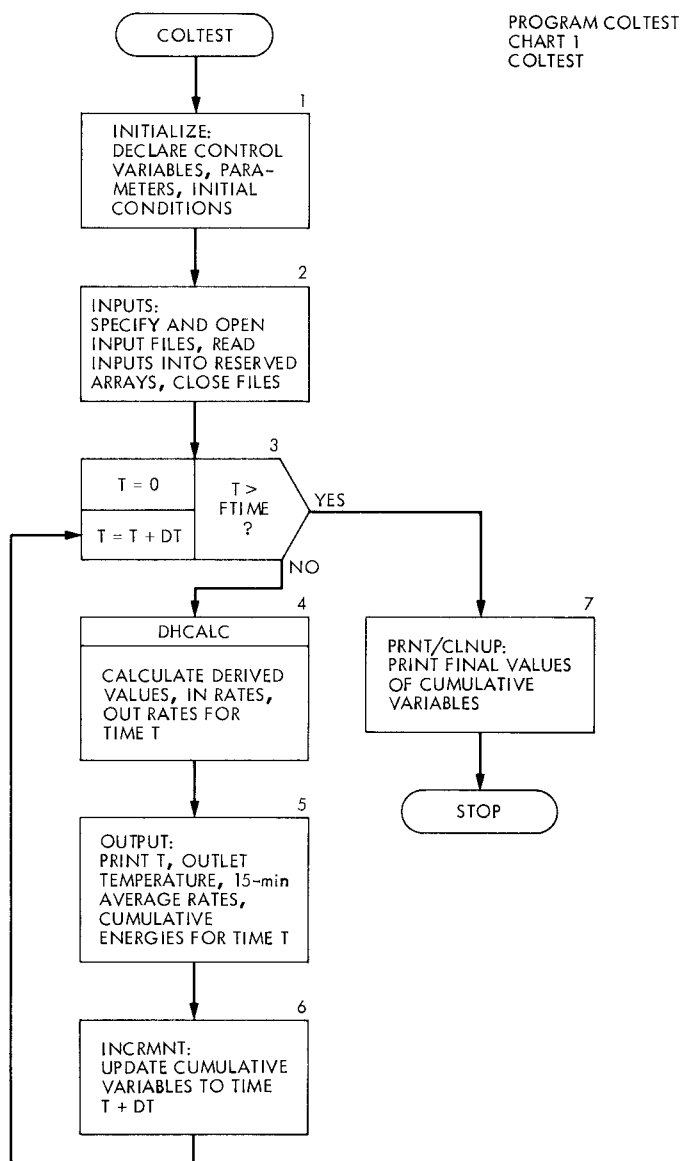 COLTEST
PROGRAM COLTEST
CHART 1
COLTEST
1
INITIALIZE:
DECLARE CONTROL
VARIABLES, PARA-
METERS, INITIAL
CONDITIONS
2
INPUTS:
SPECIFY AND OPEN
INPUT FILES, READ
INPUTS INTO RESERVED
ARRAYS, CLOSE FILES
3
T = 0
T = T + DT
T >
FTIME
?
YES
NO
4
DHCALC
CALCULATE DERIVED
VALUES, IN RATES,
OUT RATES FOR
TIME T
5
OUTPUT:
PRINT T, OUTLET
TEMPERATURE, 15-min
AVERAGE RATES,
CUMULATIVE
ENERGIES FOR TIME T
6
INCRMNT:
UPDATE CUMULATIVE
VARIABLES TO TIME
T + DT
7
PRNT/CLNUP:
PRINT FINAL VALUES
OF CUMULATIVE
VARIABLES
STOP